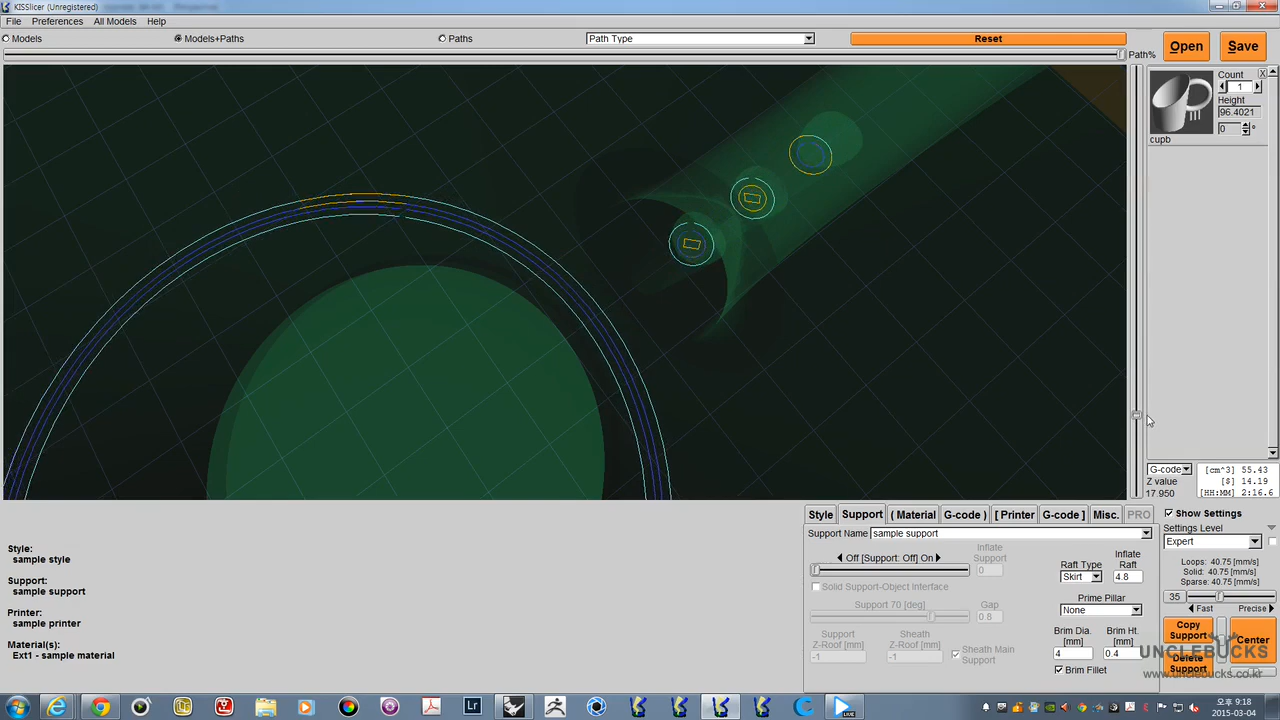 KISSlicer (Unregistered)
File Preferences All Models Help
Models Models+Paths Paths Path Type Reset Path% Open Save
Count
1
Height
96.4021
0 °
cupb
G-code
Z value
17.950
[cm^3] 55.43
[$] 14.19
[HH:MM] 2:16.6
Style Support ( Material G-code ) [ Printer G-code ] Misc. PRO
Show Settings
Support Name sample support
Settings Level
Expert
Off [Support: Off] On
Inflate Support
0
Solid Support-Object Interface
Raft Type
Skirt
Inflate Raft
4.8
Support 70 [deg]
Gap
0.8
Prime Pillar
None
Support Z-Roof [mm]
-1
Sheath Z-Roof [mm]
-1
Sheath Main Support
Brim Dia. [mm]
4
Brim Ht. [mm]
0.4
Brim Fillet
Loops: 40.75 [mm/s]
Solid: 40.75 [mm/s]
Sparse: 40.75 [mm/s]
35
Fast Precise
Copy Support
Delete Support
Center
UNCLEBUCKS
www.unclebucks.co.kr
Style:
sample style
Support:
sample support
Printer:
sample printer
Material(s):
Ext1 - sample material
Lr
LIVE
오후 9:18
2015-03-04